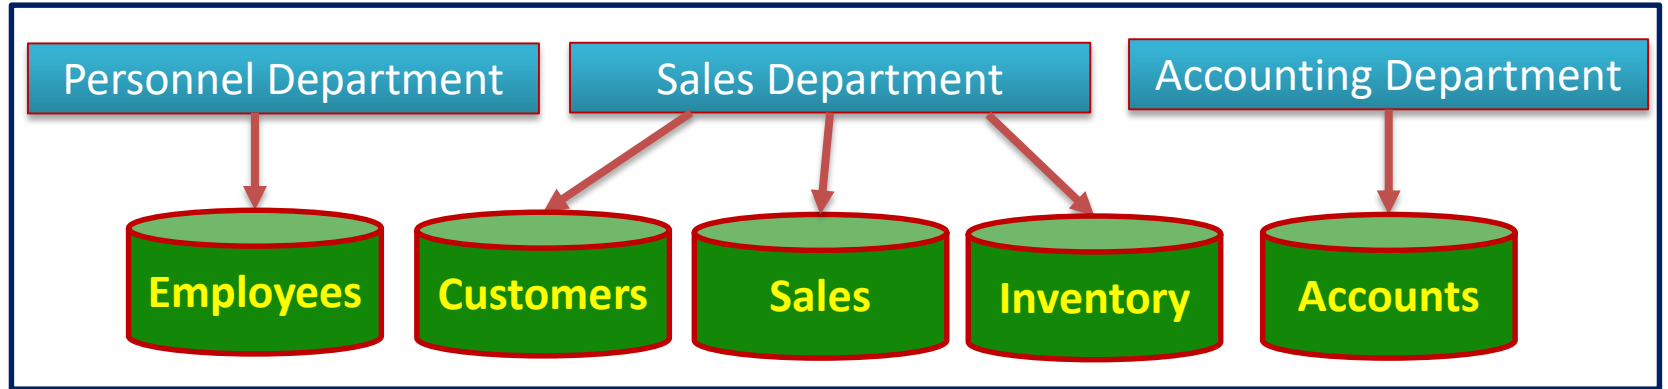 Personnel Department
Sales Department
Accounting Department
Employees
Customers
Sales
Inventory
Accounts